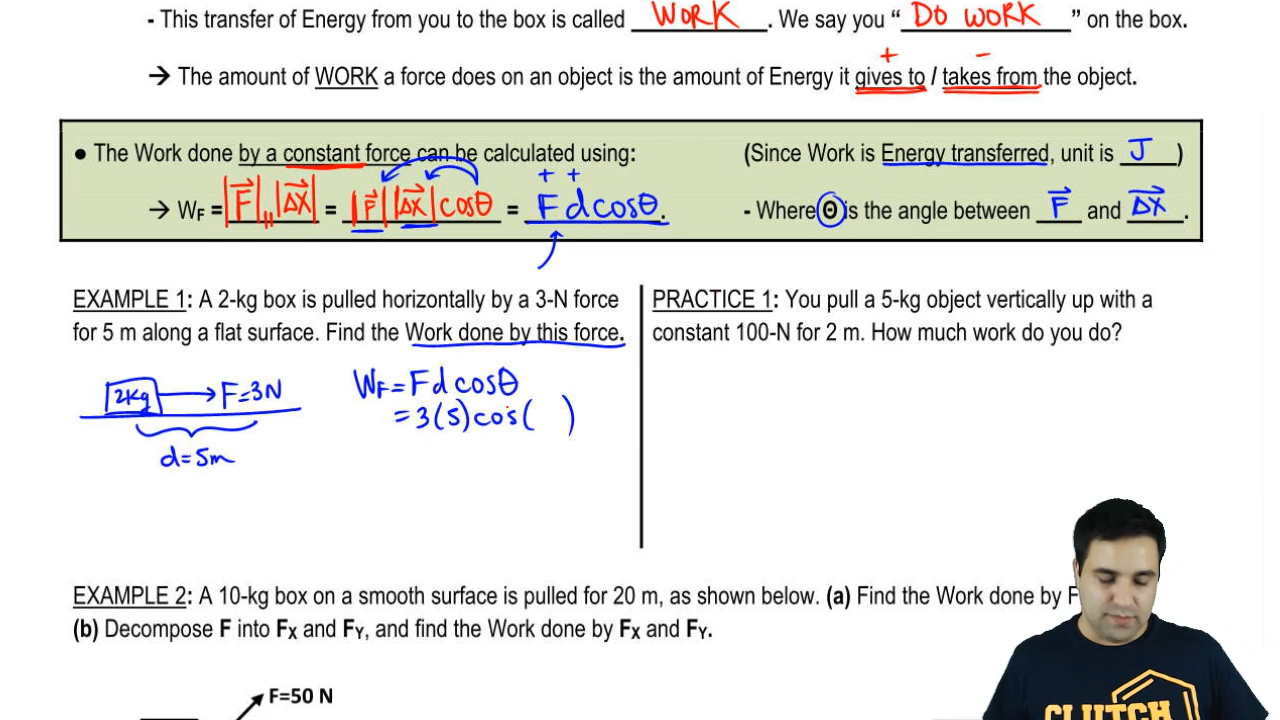 - This transfer of Energy from you to the box is called WORK. We say you “DO WORK” on the box.
+ -
→ The amount of WORK a force does on an object is the amount of Energy it gives to / takes from the object.
● The Work done by a constant force can be calculated using: (Since Work is Energy transferred, unit is J)
+ +
→ WF = |F|,, |Δx| = |F||Δx|cosθ = Fdcosθ. - Where Θ is the angle between F and Δx.
EXAMPLE 1: A 2-kg box is pulled horizontally by a 3-N force
for 5 m along a flat surface. Find the Work done by this force.
2kg F=3N
d=5m
WF = Fd cosθ
= 3(5)cos( )
PRACTICE 1: You pull a 5-kg object vertically up with a
constant 100-N for 2 m. How much work do you do?
EXAMPLE 2: A 10-kg box on a smooth surface is pulled for 20 m, as shown below. (a) Find the Work done by F
(b) Decompose F into FX and FY, and find the Work done by FX and FY.
F=50 N
CLUTCH